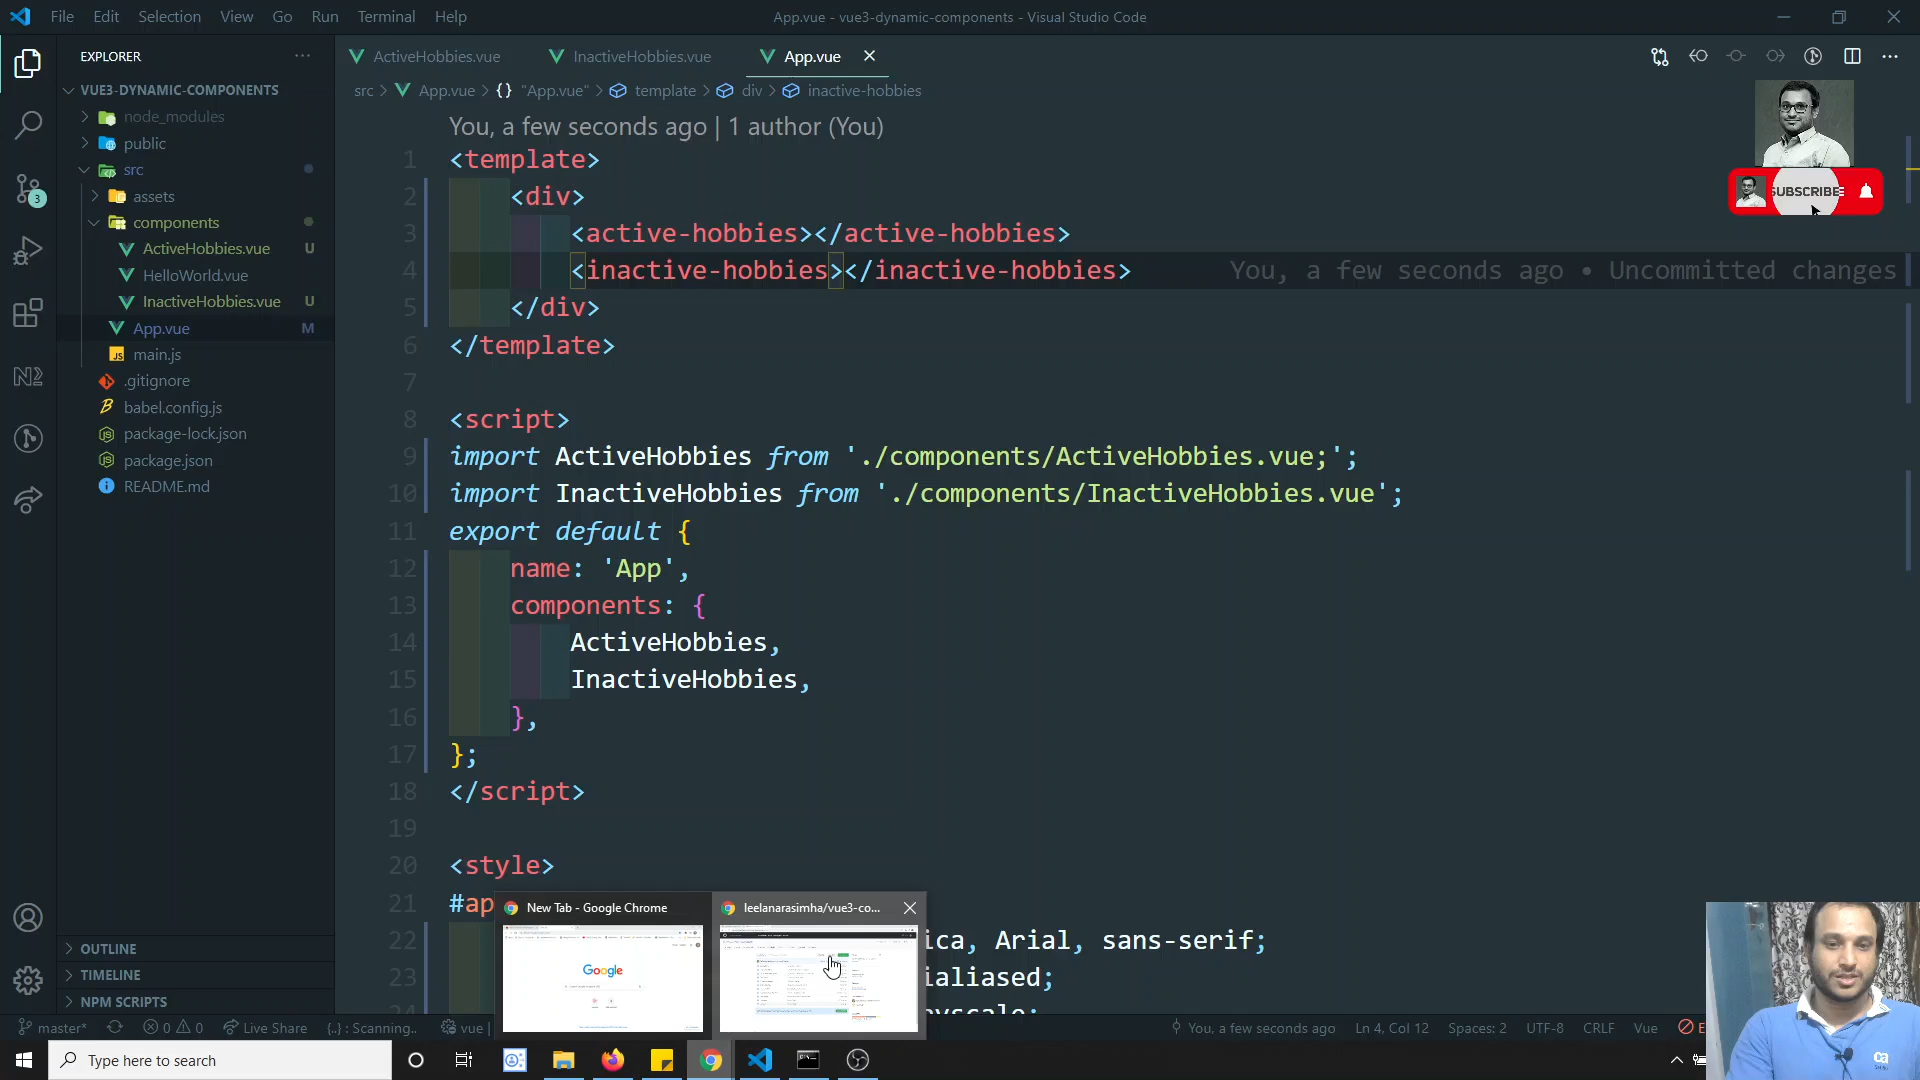 File Edit Selection View Go Run Terminal Help
App.vue - vue3-dynamic-components - Visual Studio Code
EXPLORER
ActiveHobbies.vue
InactiveHobbies.vue
App.vue
VUE3-DYNAMIC-COMPONENTS
src > App.vue > {} "App.vue" > template > div > inactive-hobbies
node_modules
public
src
assets
components
ActiveHobbies.vue U
HelloWorld.vue
InactiveHobbies.vue U
App.vue M
main.js
.gitignore
babel.config.js
package-lock.json
package.json
README.md
OUTLINE
TIMELINE
NPM SCRIPTS
3
You, a few seconds ago | 1 author (You)
1 <template>
2 <div>
3 <active-hobbies></active-hobbies>
4 <inactive-hobbies></inactive-hobbies> You, a few seconds ago • Uncommitted changes
5 </div>
6 </template>
7
8 <script>
9 import ActiveHobbies from './components/ActiveHobbies.vue;';
10 import InactiveHobbies from './components/InactiveHobbies.vue';
11 export default {
12 name: 'App',
13 components: {
14 ActiveHobbies,
15 InactiveHobbies,
16 },
17 };
18 </script>
19
20 <style>
21 #ap
22 ica, Arial, sans-serif;
23 ialiased;
SUBSCRIBE
New Tab - Google Chrome
leelanarasimha/vue3-co...
Google
master* 0 0 Live Share {..} : Scanning.. vue
You, a few seconds ago Ln 4, Col 12 Spaces: 2 UTF-8 CRLF Vue
Type here to search